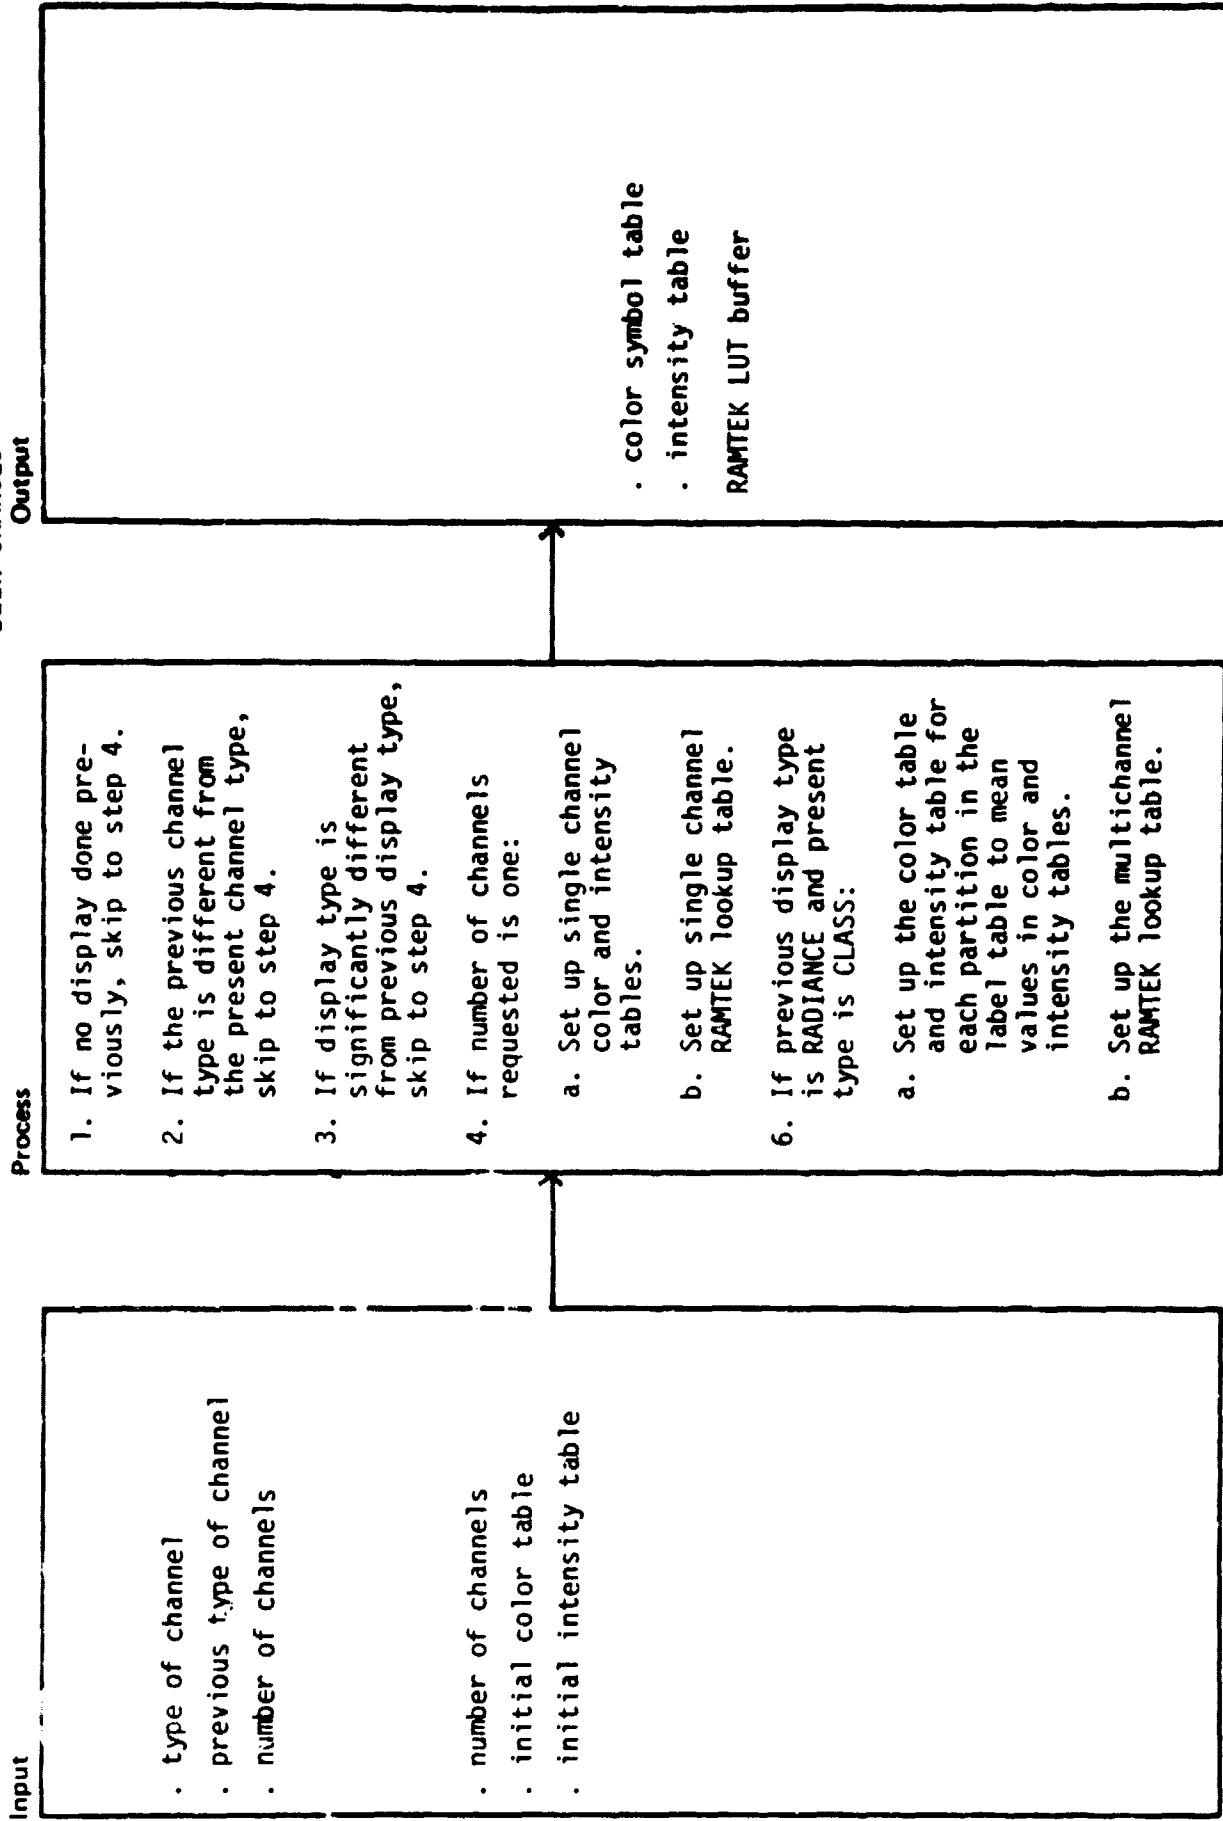 Input
. type of channel
. previous type of channel
. number of channels
. number of channels
. initial color table
. initial intensity table
Process
1. If no display done pre-
viously, skip to step 4.
2. If the previous channel
type is different from
the present channel type,
skip to step 4.
3. If display type is
significantly different
from previous display type,
skip to step 4.
4. If number of channels
requested is one:
a. Set up single channel
color and intensity
tables.
b. Set up single channel
RAMTEK lookup table.
6. If previous display type
is RADIANCE and present
type is CLASS:
a. Set up the color table
and intensity table for
each partition in the
label table to mean
values in color and
intensity tables.
b. Set up the multichannel
RAMTEK lookup table.
Output
. color symbol table
. intensity table
RAMTEK LUT buffer